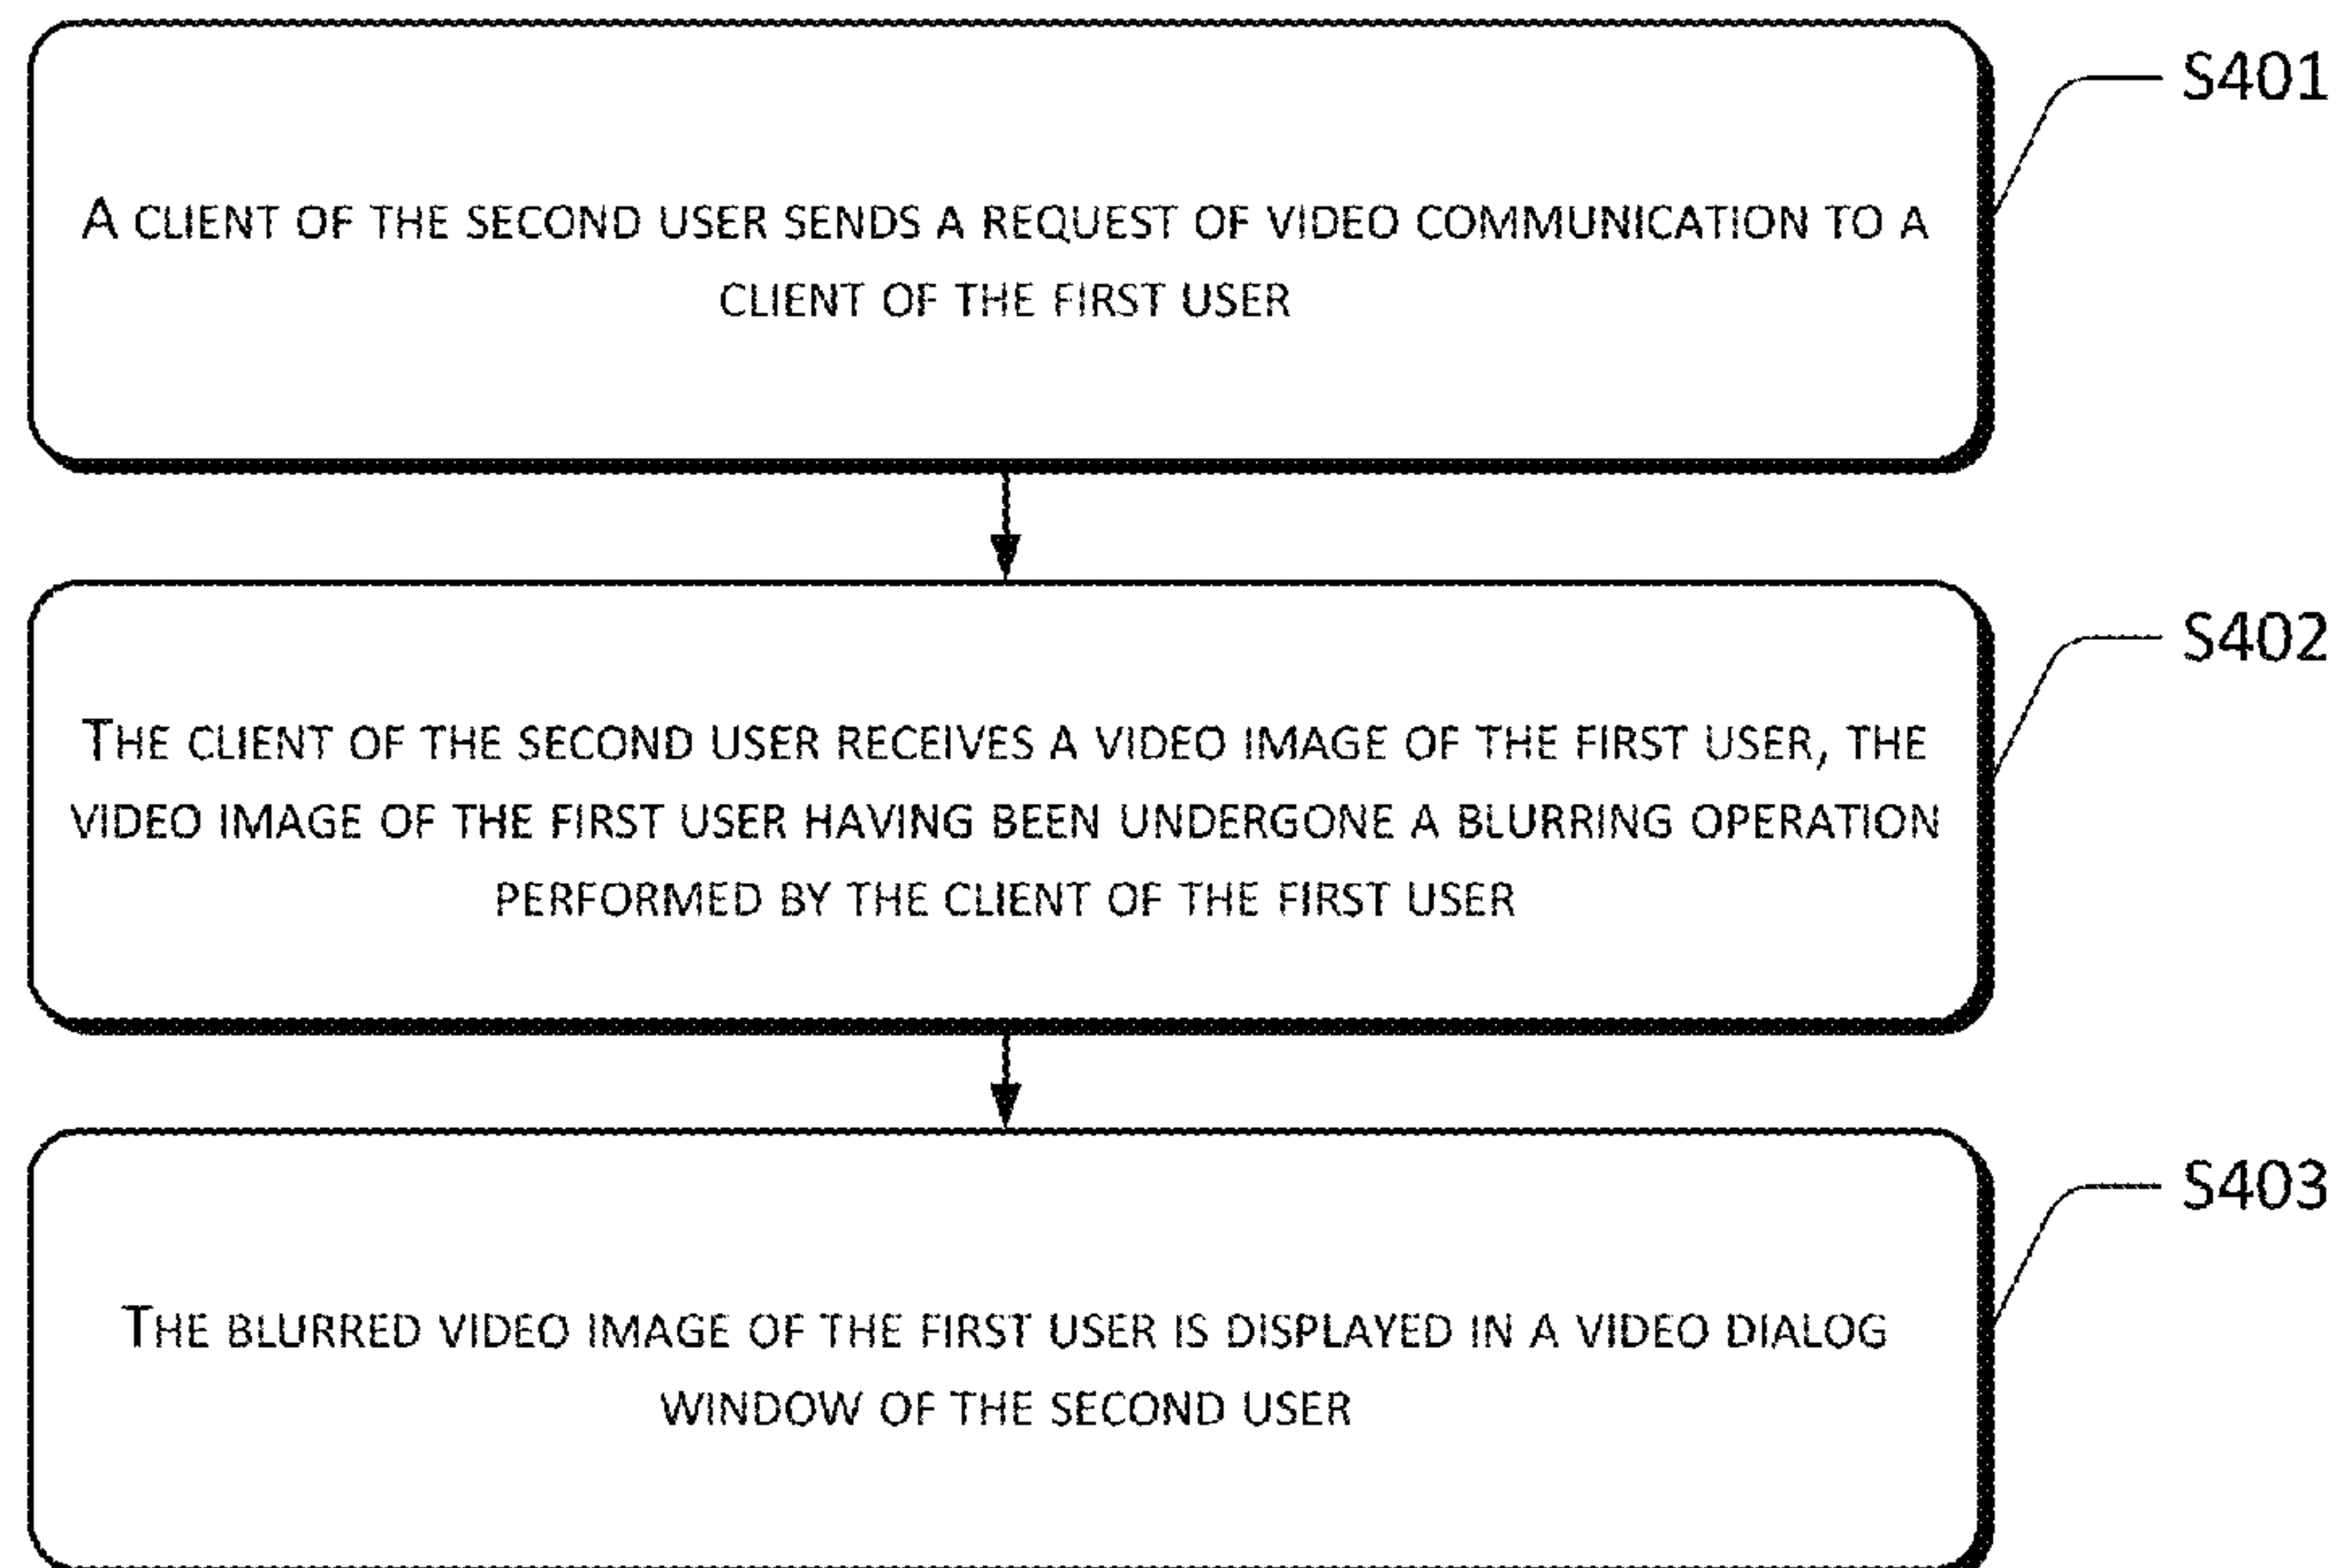 S401
A CLIENT OF THE SECOND USER SENDS A REQUEST OF VIDEO COMMUNICATION TO A
CLIENT OF THE FIRST USER
S402
THE CLIENT OF THE SECOND USER RECEIVES A VIDEO IMAGE OF THE FIRST USER, THE
VIDEO IMAGE OF THE FIRST USER HAVING BEEN UNDERGONE A BLURRING OPERATION
PERFORMED BY THE CLIENT OF THE FIRST USER
S403
THE BLURRED VIDEO IMAGE OF THE FIRST USER IS DISPLAYED IN A VIDEO DIALOG
WINDOW OF THE SECOND USER